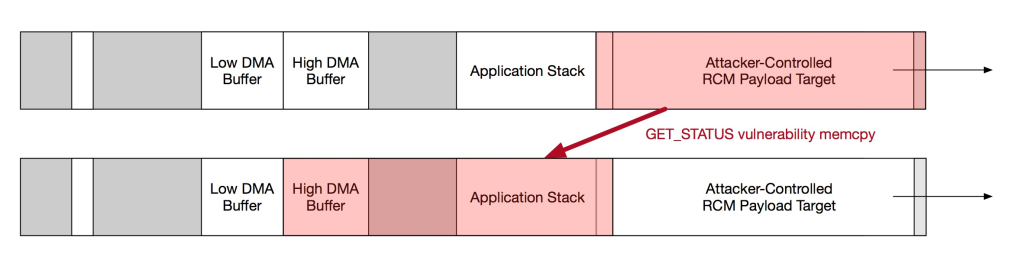 Low DMA
Buffer
High DMA
Buffer
Application Stack
Attacker-Controlled
RCM Payload Target
GET_STATUS vulnerability memcpy
Low DMA
Buffer
High DMA
Buffer
Application Stack
Attacker-Controlled
RCM Payload Target